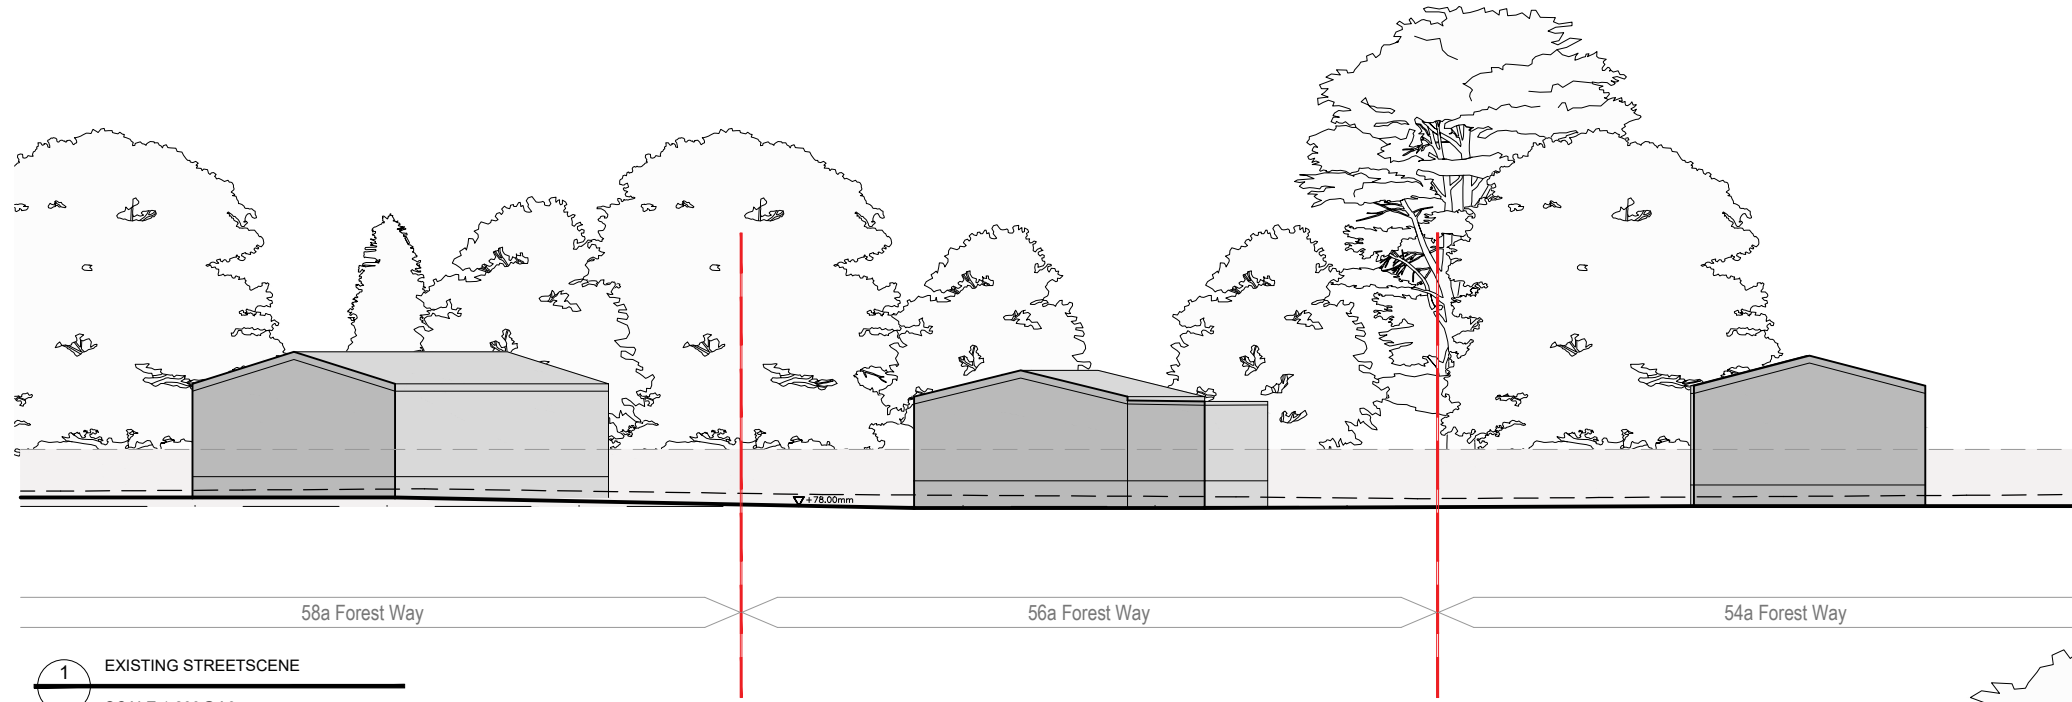 +78.00mm
58a Forest Way
56a Forest Way
54a Forest Way
1
EXISTING STREETSCENE